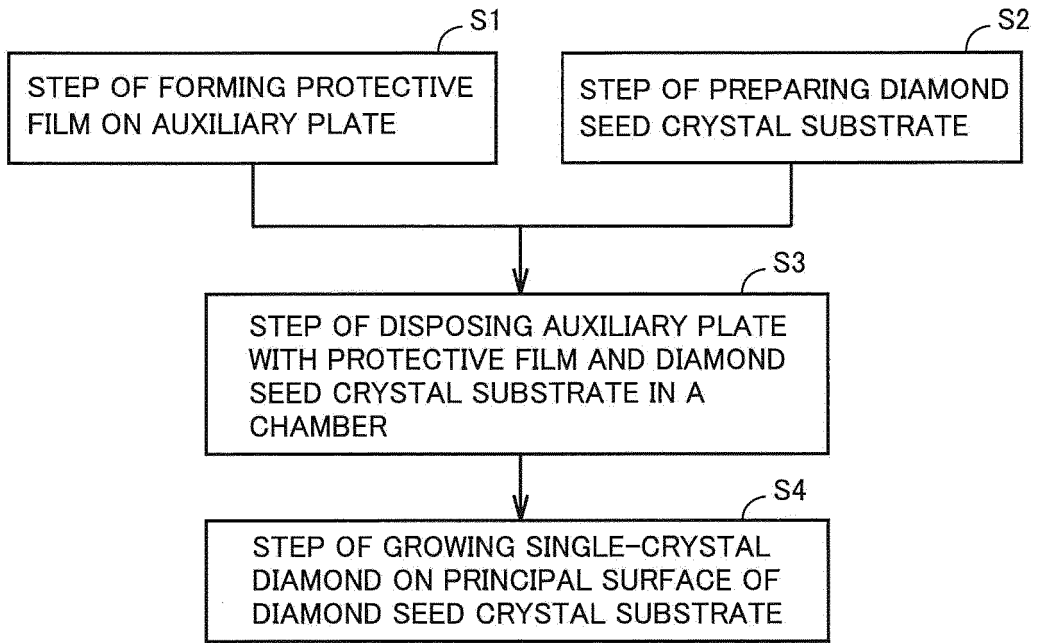 S1
STEP OF FORMING PROTECTIVE
FILM ON AUXILIARY PLATE
S2
STEP OF PREPARING DIAMOND
SEED CRYSTAL SUBSTRATE
S3
STEP OF DISPOSING AUXILIARY PLATE
WITH PROTECTIVE FILM AND DIAMOND
SEED CRYSTAL SUBSTRATE IN A
CHAMBER
S4
STEP OF GROWING SINGLE-CRYSTAL
DIAMOND ON PRINCIPAL SURFACE OF
DIAMOND SEED CRYSTAL SUBSTRATE